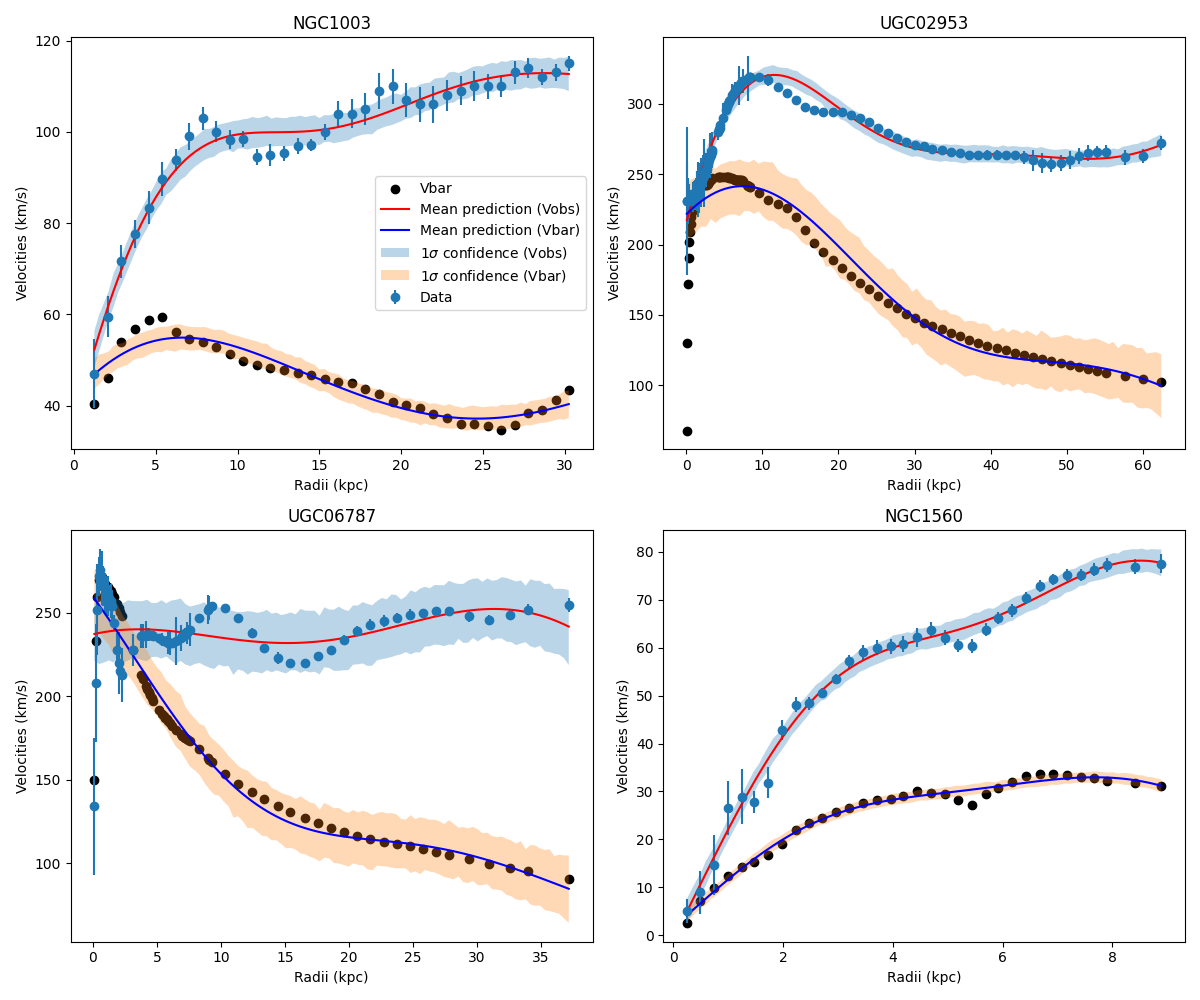 NGC1003
120
100
80
60
40
Velocities (km/s)
0 5 10 15 20 25 30
Radii (kpc)
Vbar
Mean prediction (Vobs)
Mean prediction (Vbar)
1σ confidence (Vobs)
1σ confidence (Vbar)
Data
UGC02953
300
250
200
150
100
Velocities (km/s)
0 10 20 30 40 50 60
Radii (kpc)
UGC06787
250
200
150
100
Velocities (km/s)
0 5 10 15 20 25 30 35
Radii (kpc)
NGC1560
80
70
60
50
40
30
20
10
0
Velocities (km/s)
0 2 4 6 8
Radii (kpc)